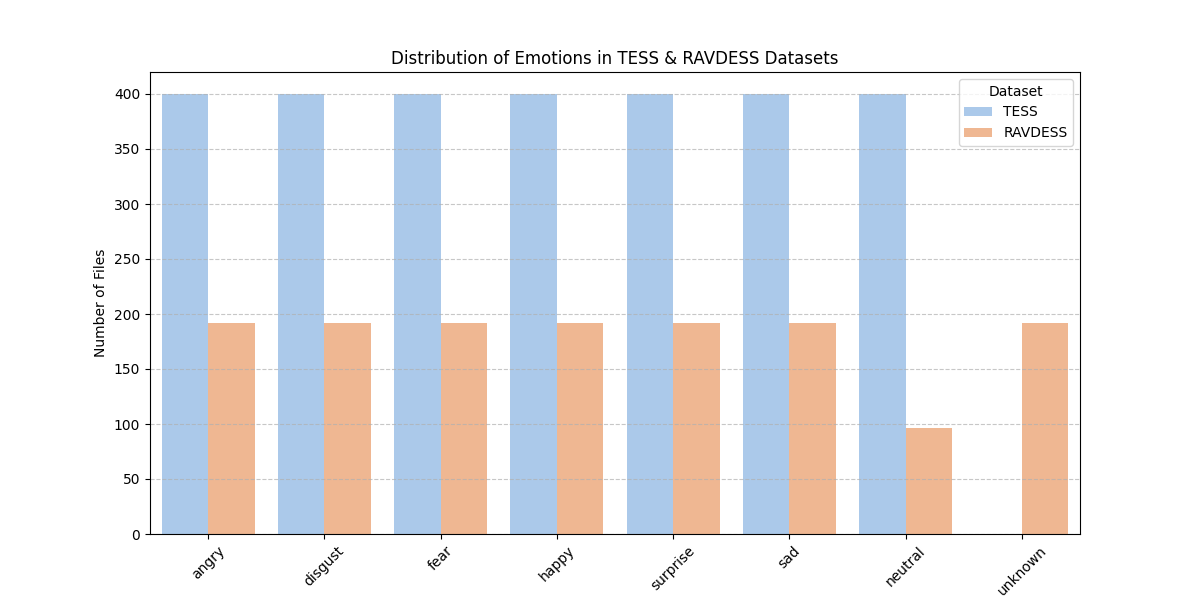 Distribution of Emotions in TESS & RAVDESS Datasets
Dataset
TESS
RAVDESS
Number of Files
400
350
300
250
200
150
100
50
0
angry
disgust
fear
happy
surprise
sad
neutral
unknown